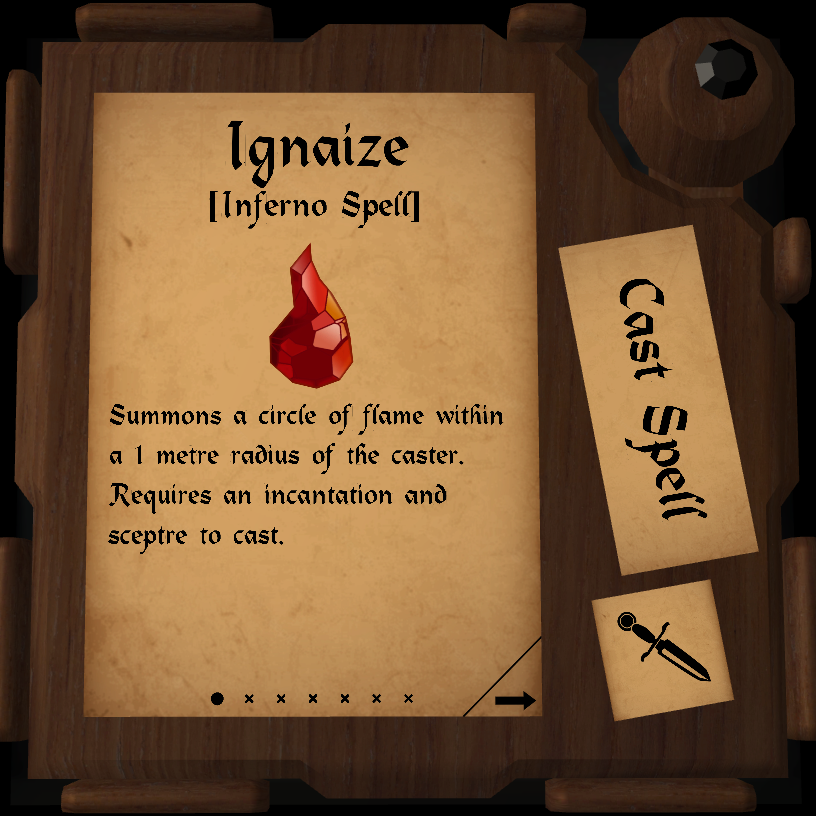 Ignaize
[Inferno Spell]
Summons a circle of flame within
a 1 metre radius of the caster.
Requires an incantation and
sceptre to cast.
Cast Spell